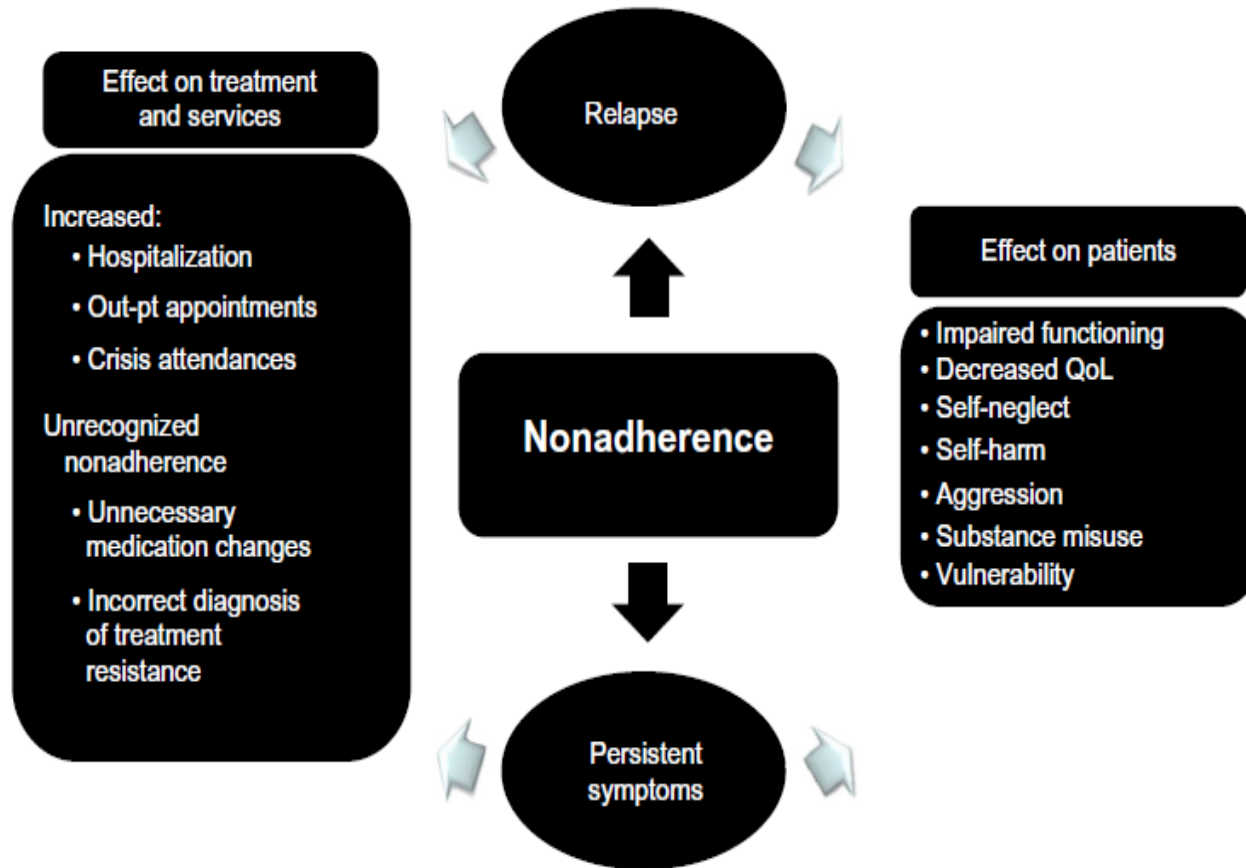 Effect on treatment
and services
Increased:
• Hospitalization
• Out-pt appointments
• Crisis attendances
Unrecognized
nonadherence
• Unnecessary
medication changes
• Incorrect diagnosis
of treatment
resistance
Relapse
Nonadherence
Persistent
symptoms
Effect on patients
• Impaired functioning
• Decreased QoL
• Self-neglect
• Self-harm
• Aggression
• Substance misuse
• Vulnerability